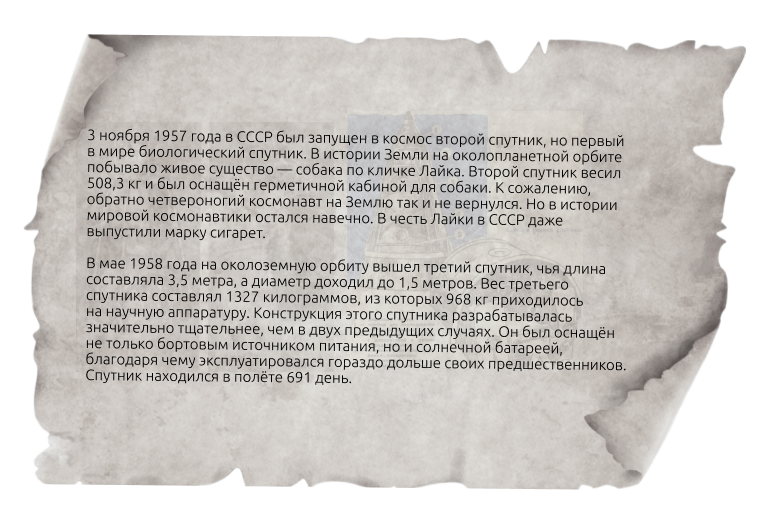 3 ноября 1957 года в СССР был запущен в космос второй спутник, но первый
в мире биологический спутник. В истории Земли на околопланетной орбите
побывало живое существо — собака по кличке Лайка. Второй спутник весил
508,3 кг и был оснащён герметичной кабиной для собаки. К сожалению,
обратно четвероногий космонавт на Землю так и не вернулся. Но в истории
мировой космонавтики остался навечно. В честь Лайки в СССР даже
выпустили марку сигарет.
В мае 1958 года на околоземную орбиту вышел третий спутник, чья длина
составляла 3,5 метра, а диаметр доходил до 1,5 метров. Вес третьего
спутника составлял 1327 килограммов, из которых 968 кг приходилось
на научную аппаратуру. Конструкция этого спутника разрабатывалась
значительно тщательнее, чем в двух предыдущих случаях. Он был оснащён
не только бортовым источником питания, но и солнечной батареей,
благодаря чему эксплуатировался гораздо дольше своих предшественников.
Спутник находился в полёте 691 день.